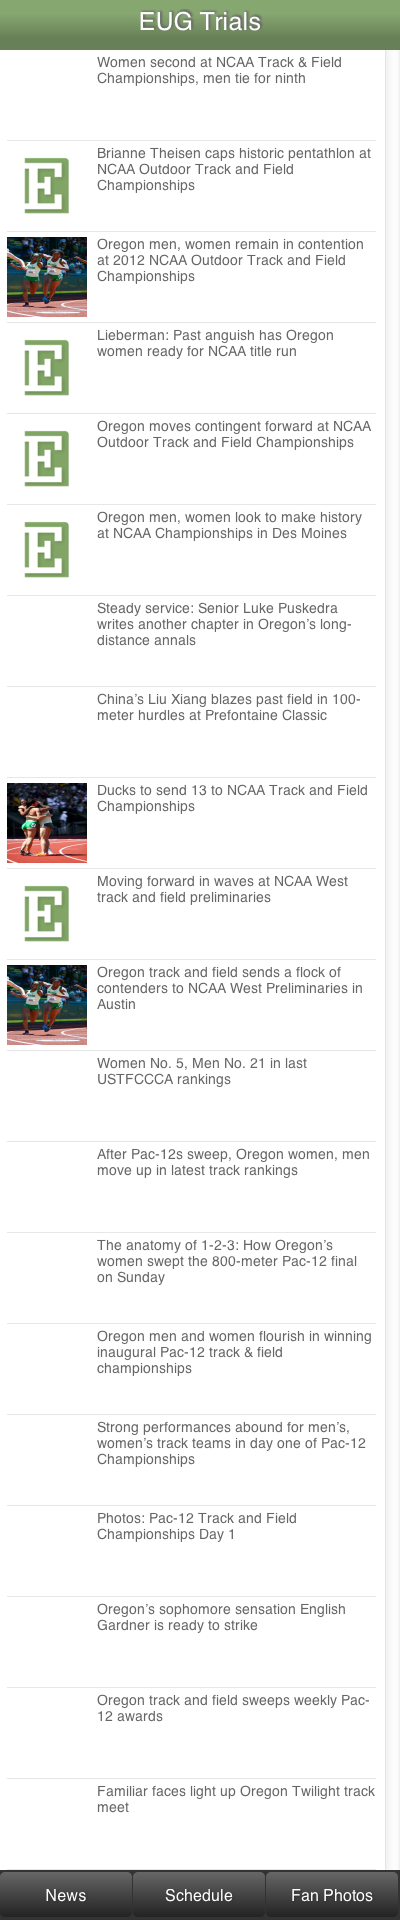 EUG Trials
Women second at NCAA Track & Field
Championships, men tie for ninth
Brianne Theisen caps historic pentathlon at
NCAA Outdoor Track and Field
Championships
E
Oregon men, women remain in contention
at 2012 NCAA Outdoor Track and Field
Championships
Lieberman: Past anguish has Oregon
women ready for NCAA title run
E
Oregon moves contingent forward at NCAA
Outdoor Track and Field Championships
E
Oregon men, women look to make history
at NCAA Championships in Des Moines
E
Steady service: Senior Luke Puskedra
writes another chapter in Oregon’s long-
distance annals
China’s Liu Xiang blazes past field in 100-
meter hurdles at Prefontaine Classic
Ducks to send 13 to NCAA Track and Field
Championships
Moving forward in waves at NCAA West
track and field preliminaries
E
Oregon track and field sends a flock of
contenders to NCAA West Preliminaries in
Austin
Women No. 5, Men No. 21 in last
USTFCCCA rankings
After Pac-12s sweep, Oregon women, men
move up in latest track rankings
The anatomy of 1-2-3: How Oregon’s
women swept the 800-meter Pac-12 final
on Sunday
Oregon men and women flourish in winning
inaugural Pac-12 track & field
championships
Strong performances abound for men’s,
women’s track teams in day one of Pac-12
Championships
Photos: Pac-12 Track and Field
Championships Day 1
Oregon’s sophomore sensation English
Gardner is ready to strike
Oregon track and field sweeps weekly Pac-
12 awards
Familiar faces light up Oregon Twilight track
meet
News
Schedule
Fan Photos